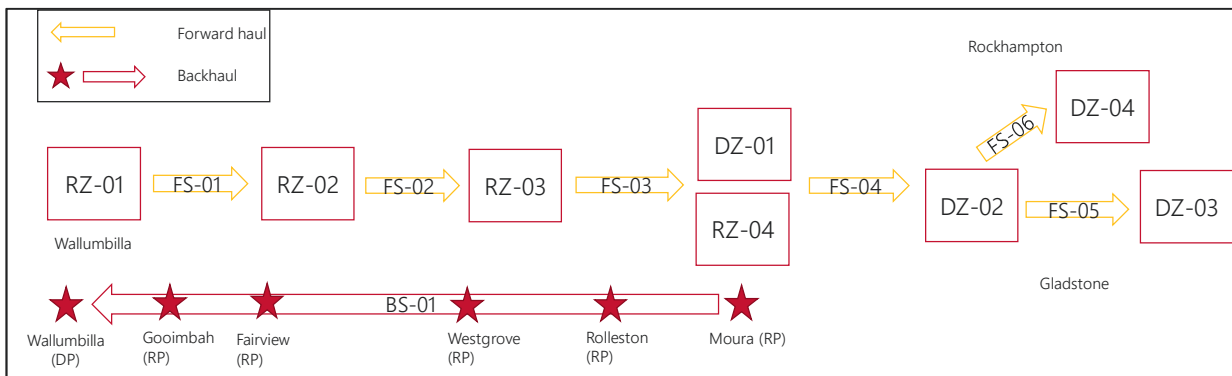 Forward haul
Backhaul
Rockhampton
DZ-04
FS-06
DZ-01
RZ-01
FS-01
RZ-02
FS-02
RZ-03
FS-03
FS-04
RZ-04
DZ-02
FS-05
DZ-03
Wallumbilla
Gladstone
BS-01
Wallumbilla
(DP)
Gooimbah
(RP)
Fairview
(RP)
Westgrove
(RP)
Rolleston
(RP)
Moura (RP)